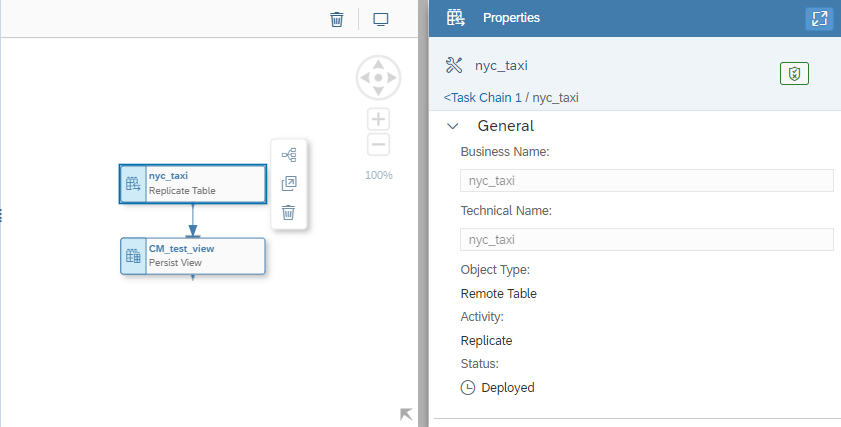 nyc_taxi
Replicate Table
CM_test_view
Persist View
100%
Properties
nyc_taxi
<Task Chain 1 / nyc_taxi
General
Business Name:
nyc_taxi
Technical Name:
nyc_taxi
Object Type:
Remote Table
Activity:
Replicate
Status:
Deployed